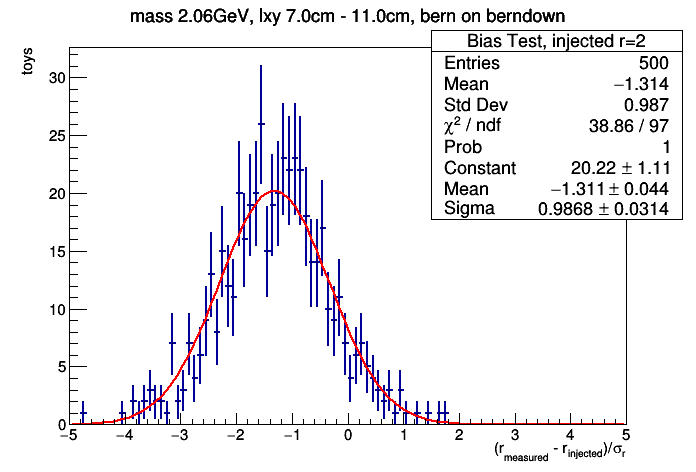 mass 2.06GeV, lxy 7.0cm - 11.0cm, bern on berndown
toys
Bias Test, injected r=2
Entries 500
Mean −1.314
Std Dev 0.987
χ² / ndf 38.86 / 97
Prob 1
Constant 20.22 ± 1.11
Mean −1.311 ± 0.044
Sigma 0.9868 ± 0.0314
30
25
20
15
10
5
0
−5 −4 −3 −2 −1 0 1 2 3 4 5
(r_measured - r_injected)/σ_r